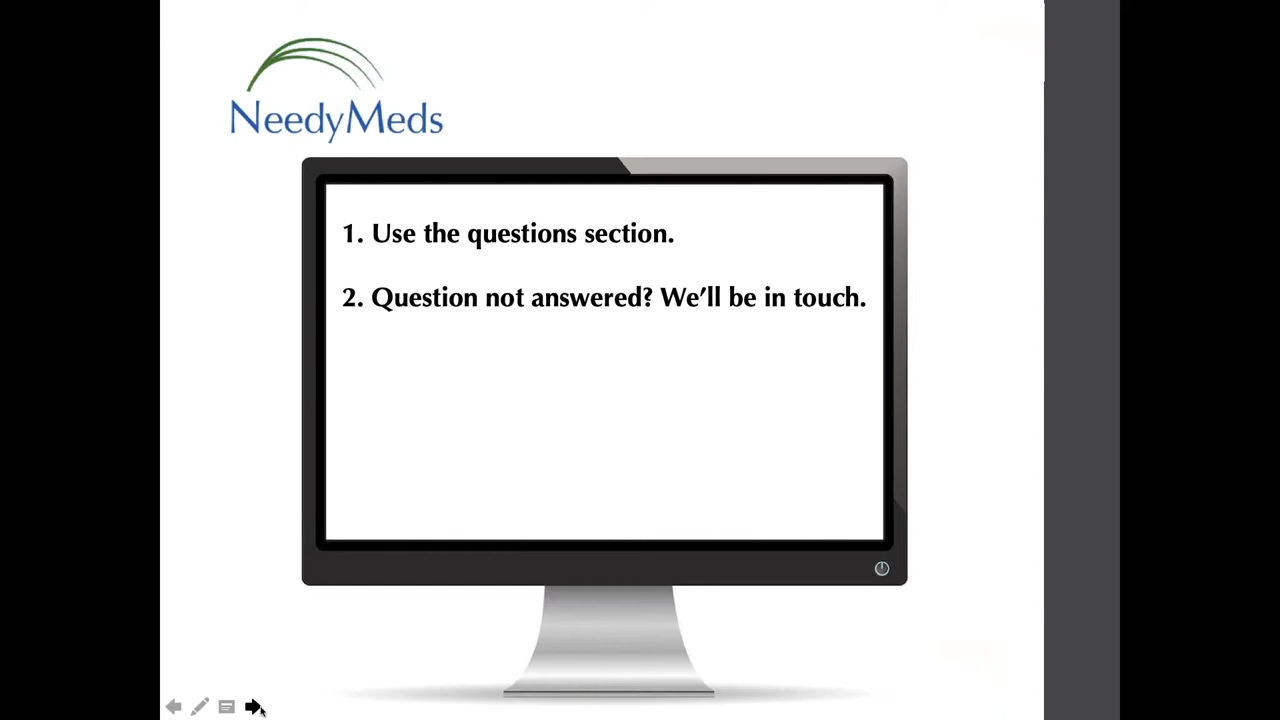 NeedyMeds
1. Use the questions section.
2. Question not answered? We’ll be in touch.